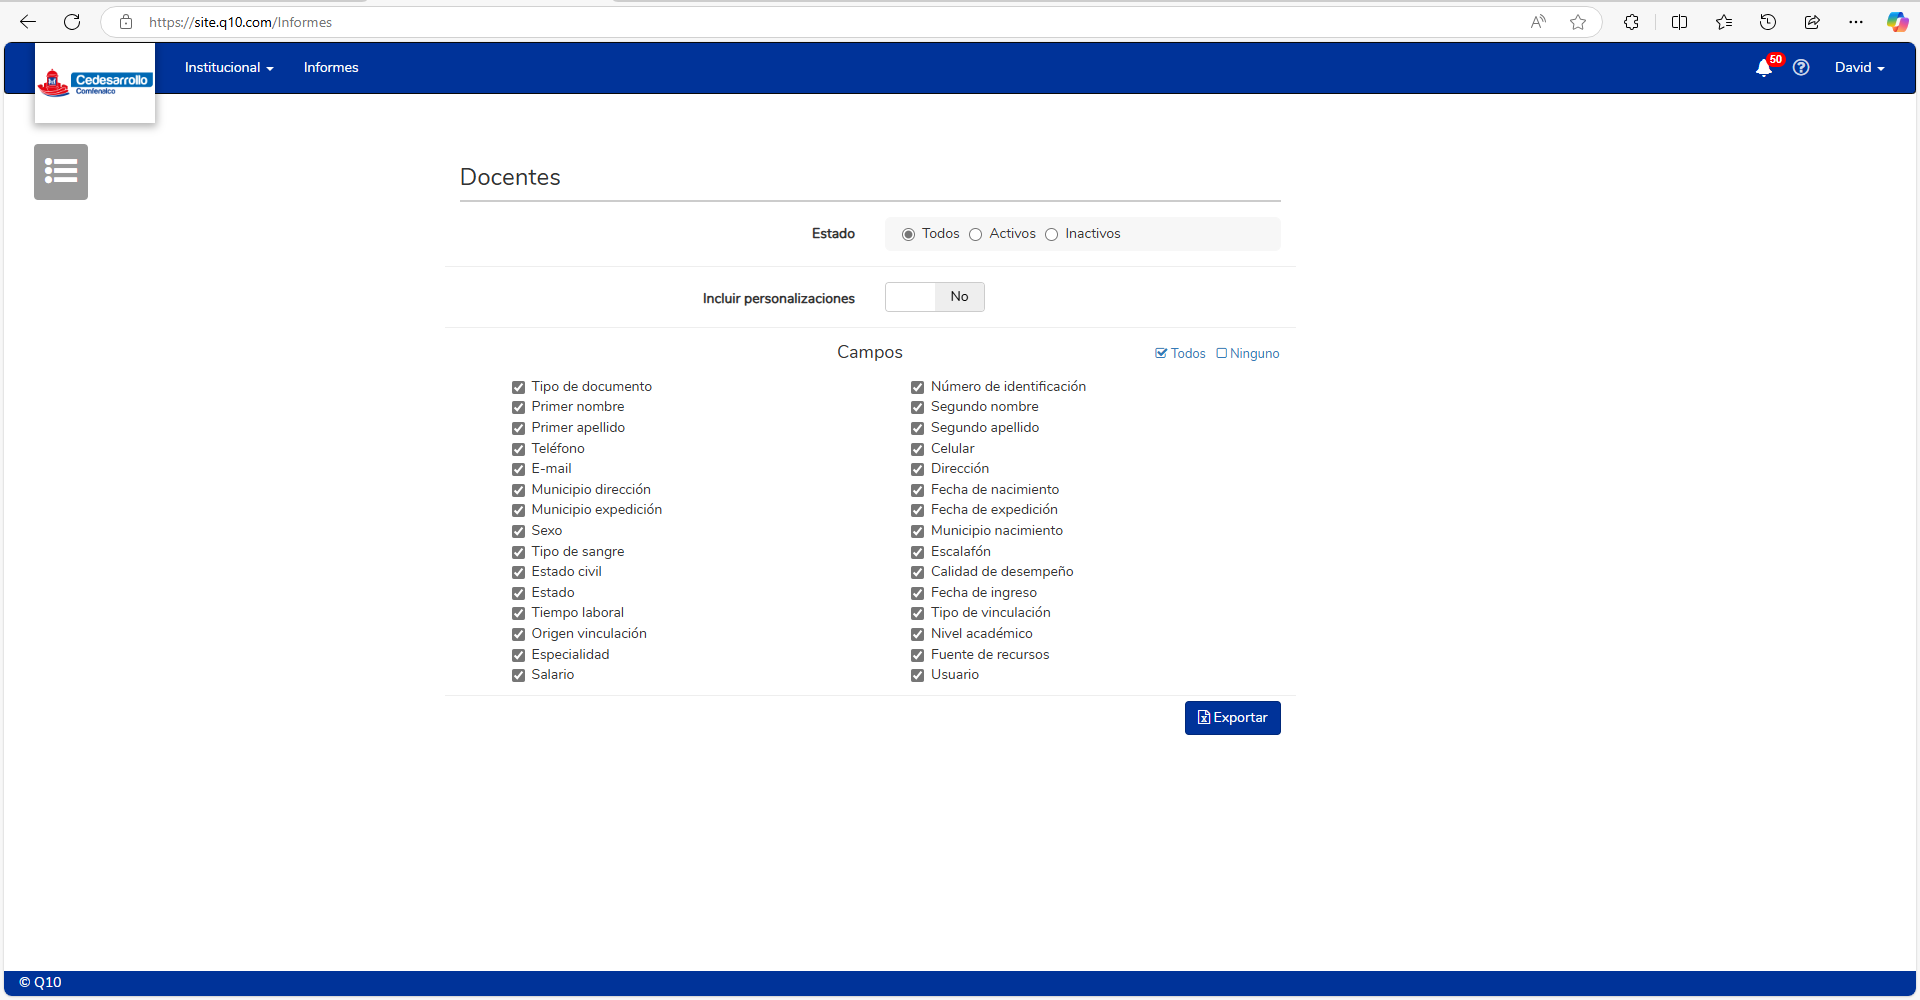 https://site.q10.com/Informes
Cedesarrollo
Comfenalco
Institucional
Informes
50
David
Docentes
Estado
Todos
Activos
Inactivos
Incluir personalizaciones
No
Campos
Todos
Ninguno
Tipo de documento
Número de identificación
Primer nombre
Segundo nombre
Primer apellido
Segundo apellido
Teléfono
Celular
E-mail
Dirección
Municipio dirección
Fecha de nacimiento
Municipio expedición
Fecha de expedición
Sexo
Municipio nacimiento
Tipo de sangre
Escalafón
Estado civil
Calidad de desempeño
Estado
Fecha de ingreso
Tiempo laboral
Tipo de vinculación
Origen vinculación
Nivel académico
Especialidad
Fuente de recursos
Salario
Usuario
Exportar
© Q10